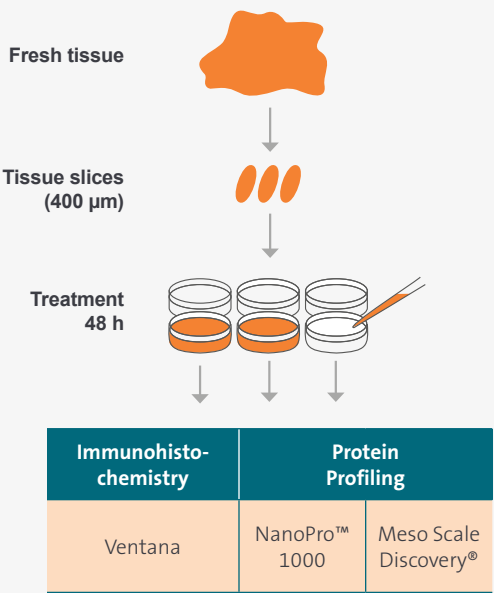 Fresh tissue
Tissue slices
(400 µm)
Treatment
48 h
Immunohisto-
chemistry
Protein
Profiling
Ventana
NanoPro™
1000
Meso Scale
Discovery®